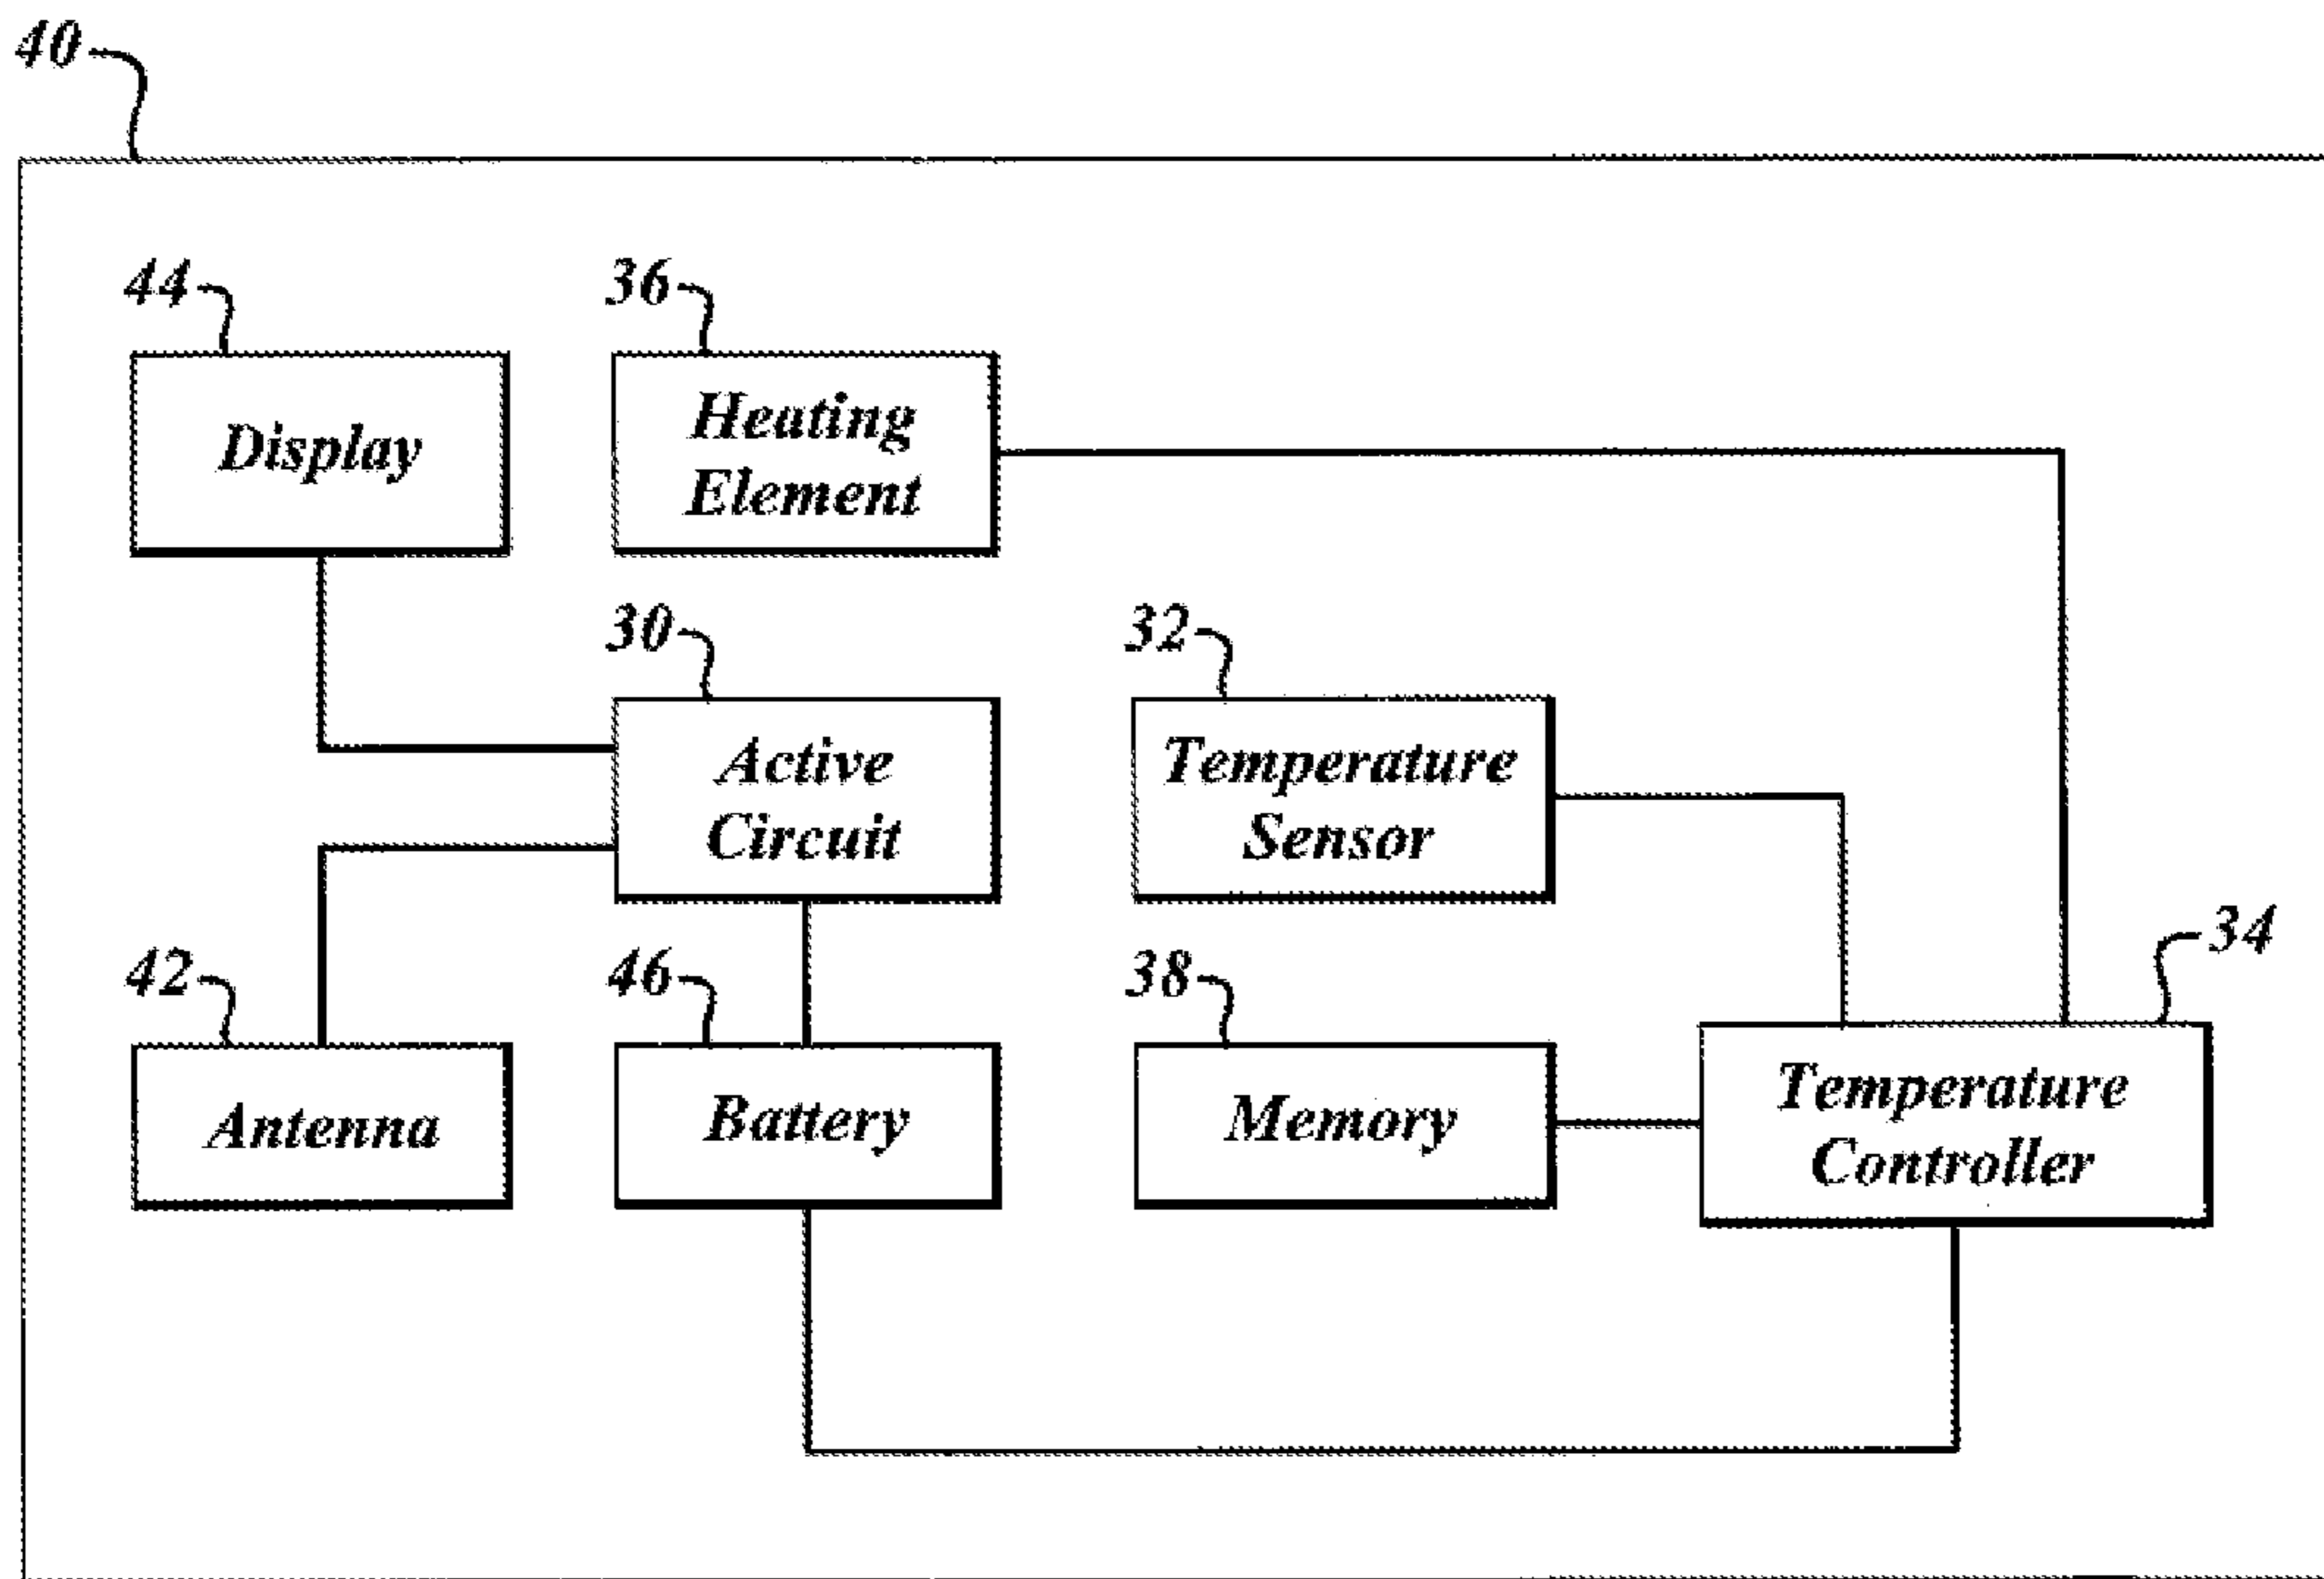 40
44
36
Display
Heating
Element
30
32
Active
Circuit
Temperature
Sensor
34
42
46
38
Antenna
Battery
Memory
Temperature
Controller